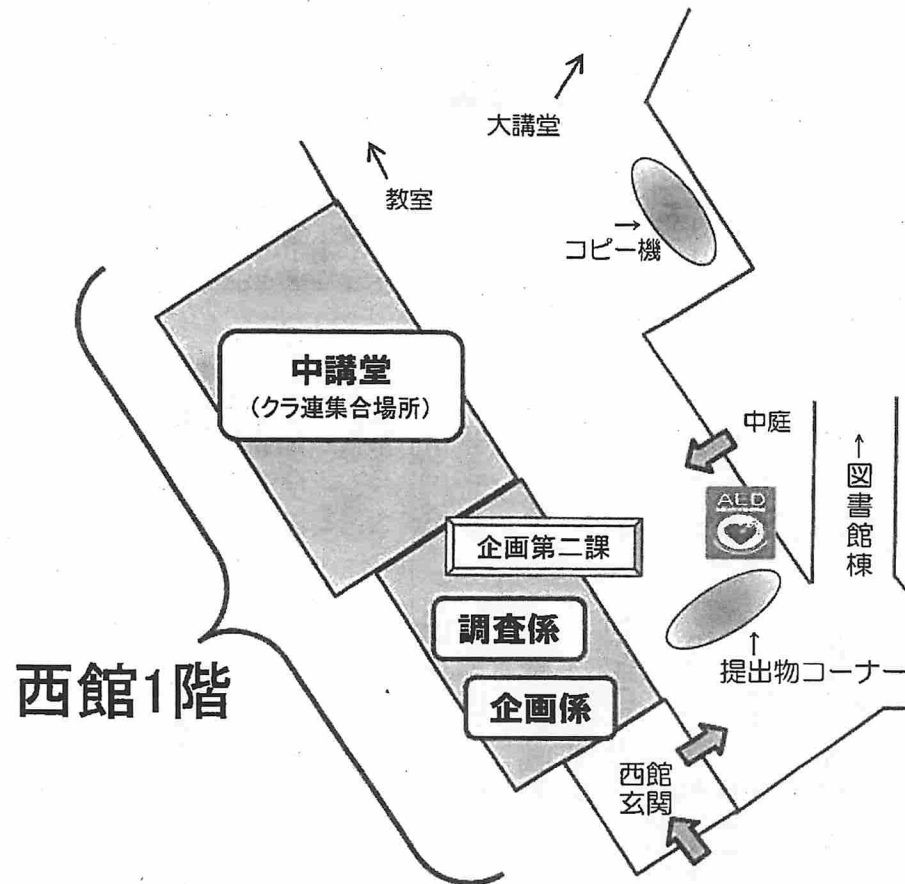 大講堂
↑
教室
↑
→
コピー機
中講堂
(クラ連集合場所)
中庭
↑
図書館棟
AED
企画第二課
調査係
↑
提出物コーナー
企画係
西館1階
西館
玄関